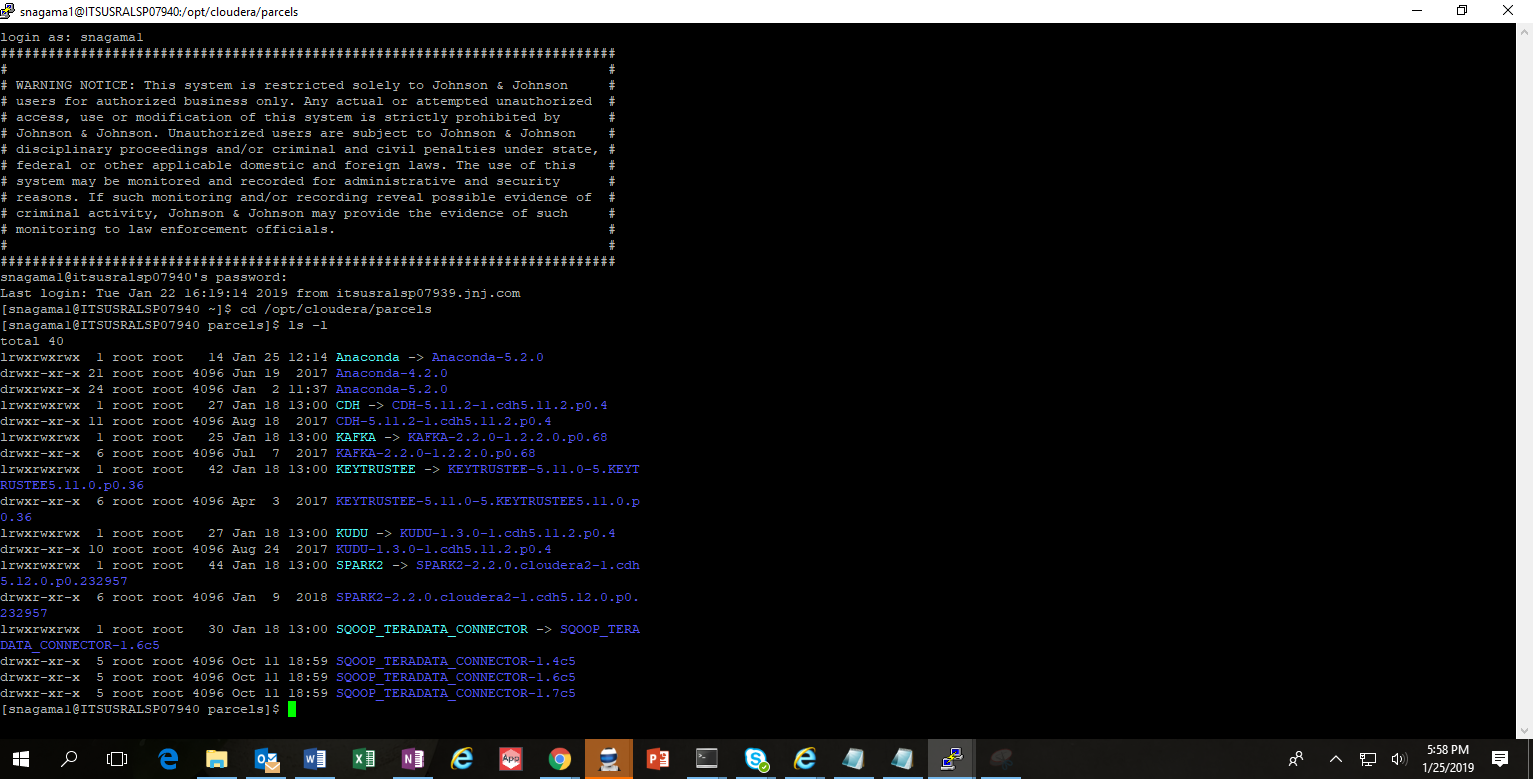 snagama1@ITSUSRALSP07940:/opt/cloudera/parcels
login as: snagama1
#############################################################################
#                                                                           #
# WARNING NOTICE: This system is restricted solely to Johnson & Johnson     #
# users for authorized business only. Any actual or attempted unauthorized  #
# access, use or modification of this system is strictly prohibited by      #
# Johnson & Johnson. Unauthorized users are subject to Johnson & Johnson    #
# disciplinary proceedings and/or criminal and civil penalties under state, #
# federal or other applicable domestic and foreign laws. The use of this    #
# system may be monitored and recorded for administrative and security      #
# reasons. If such monitoring and/or recording reveal possible evidence of  #
# criminal activity, Johnson & Johnson may provide the evidence of such     #
# monitoring to law enforcement officials.                                  #
#                                                                           #
#############################################################################
snagama1@itsusralsp07940's password:
Last login: Tue Jan 22 16:19:14 2019 from itsusralsp07939.jnj.com
[snagama1@ITSUSRALSP07940 ~]$ cd /opt/cloudera/parcels
[snagama1@ITSUSRALSP07940 parcels]$ ls -l
total 40
lrwxrwxrwx  1 root root   14 Jan 25 12:14 Anaconda -> Anaconda-5.2.0
drwxr-xr-x 21 root root 4096 Jun 19  2017 Anaconda-4.2.0
drwxr-xr-x 24 root root 4096 Jan  2 11:37 Anaconda-5.2.0
lrwxrwxrwx  1 root root   27 Jan 18 13:00 CDH -> CDH-5.11.2-1.cdh5.11.2.p0.4
drwxr-xr-x 11 root root 4096 Aug 18  2017 CDH-5.11.2-1.cdh5.11.2.p0.4
lrwxrwxrwx  1 root root   25 Jan 18 13:00 KAFKA -> KAFKA-2.2.0-1.2.2.0.p0.68
drwxr-xr-x  6 root root 4096 Jul  7  2017 KAFKA-2.2.0-1.2.2.0.p0.68
lrwxrwxrwx  1 root root   42 Jan 18 13:00 KEYTRUSTEE -> KEYTRUSTEE-5.11.0-5.KEYT
RUSTEE5.11.0.p0.36
drwxr-xr-x  6 root root 4096 Apr  3  2017 KEYTRUSTEE-5.11.0-5.KEYTRUSTEE5.11.0.p
0.36
lrwxrwxrwx  1 root root   27 Jan 18 13:00 KUDU -> KUDU-1.3.0-1.cdh5.11.2.p0.4
drwxr-xr-x 10 root root 4096 Aug 24  2017 KUDU-1.3.0-1.cdh5.11.2.p0.4
lrwxrwxrwx  1 root root   44 Jan 18 13:00 SPARK2 -> SPARK2-2.2.0.cloudera2-1.cdh
5.12.0.p0.232957
drwxr-xr-x  6 root root 4096 Jan  9  2018 SPARK2-2.2.0.cloudera2-1.cdh5.12.0.p0.
232957
lrwxrwxrwx  1 root root   30 Jan 18 13:00 SQOOP_TERADATA_CONNECTOR -> SQOOP_TERA
DATA_CONNECTOR-1.6c5
drwxr-xr-x  5 root root 4096 Oct 11 18:59 SQOOP_TERADATA_CONNECTOR-1.4c5
drwxr-xr-x  5 root root 4096 Oct 11 18:59 SQOOP_TERADATA_CONNECTOR-1.6c5
drwxr-xr-x  5 root root 4096 Oct 11 18:59 SQOOP_TERADATA_CONNECTOR-1.7c5
[snagama1@ITSUSRALSP07940 parcels]$
App
5:58 PM
1/25/2019